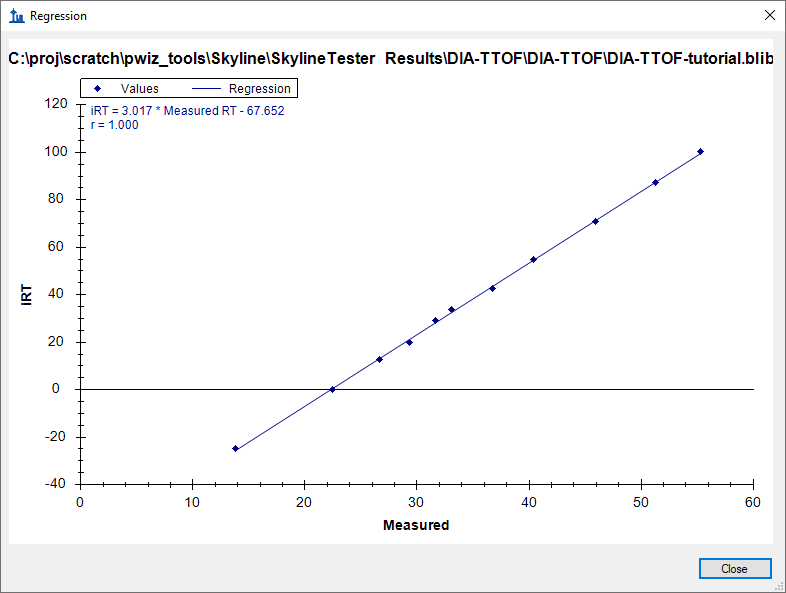 Regression
C:\proj\scratch\pwiz_tools\Skyline\SkylineTester Results\DIA-TTOF\DIA-TTOF\DIA-TTOF-tutorial.blib
Values Regression
iRT = 3.017 * Measured RT - 67.652
r = 1.000
120
100
80
60
40
20
0
-20
-40
iRT
0 10 20 30 40 50 60
Measured
Close